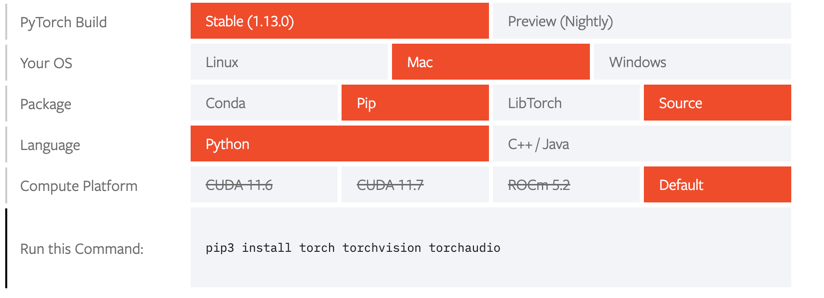 PyTorch Build Stable (1.13.0) Preview (Nightly)
Your OS Linux Mac Windows
Package Conda Pip LibTorch Source
Language Python C++ / Java
Compute Platform CUDA 11.6 CUDA 11.7 ROCm 5.2 Default
Run this Command: pip3 install torch torchvision torchaudio